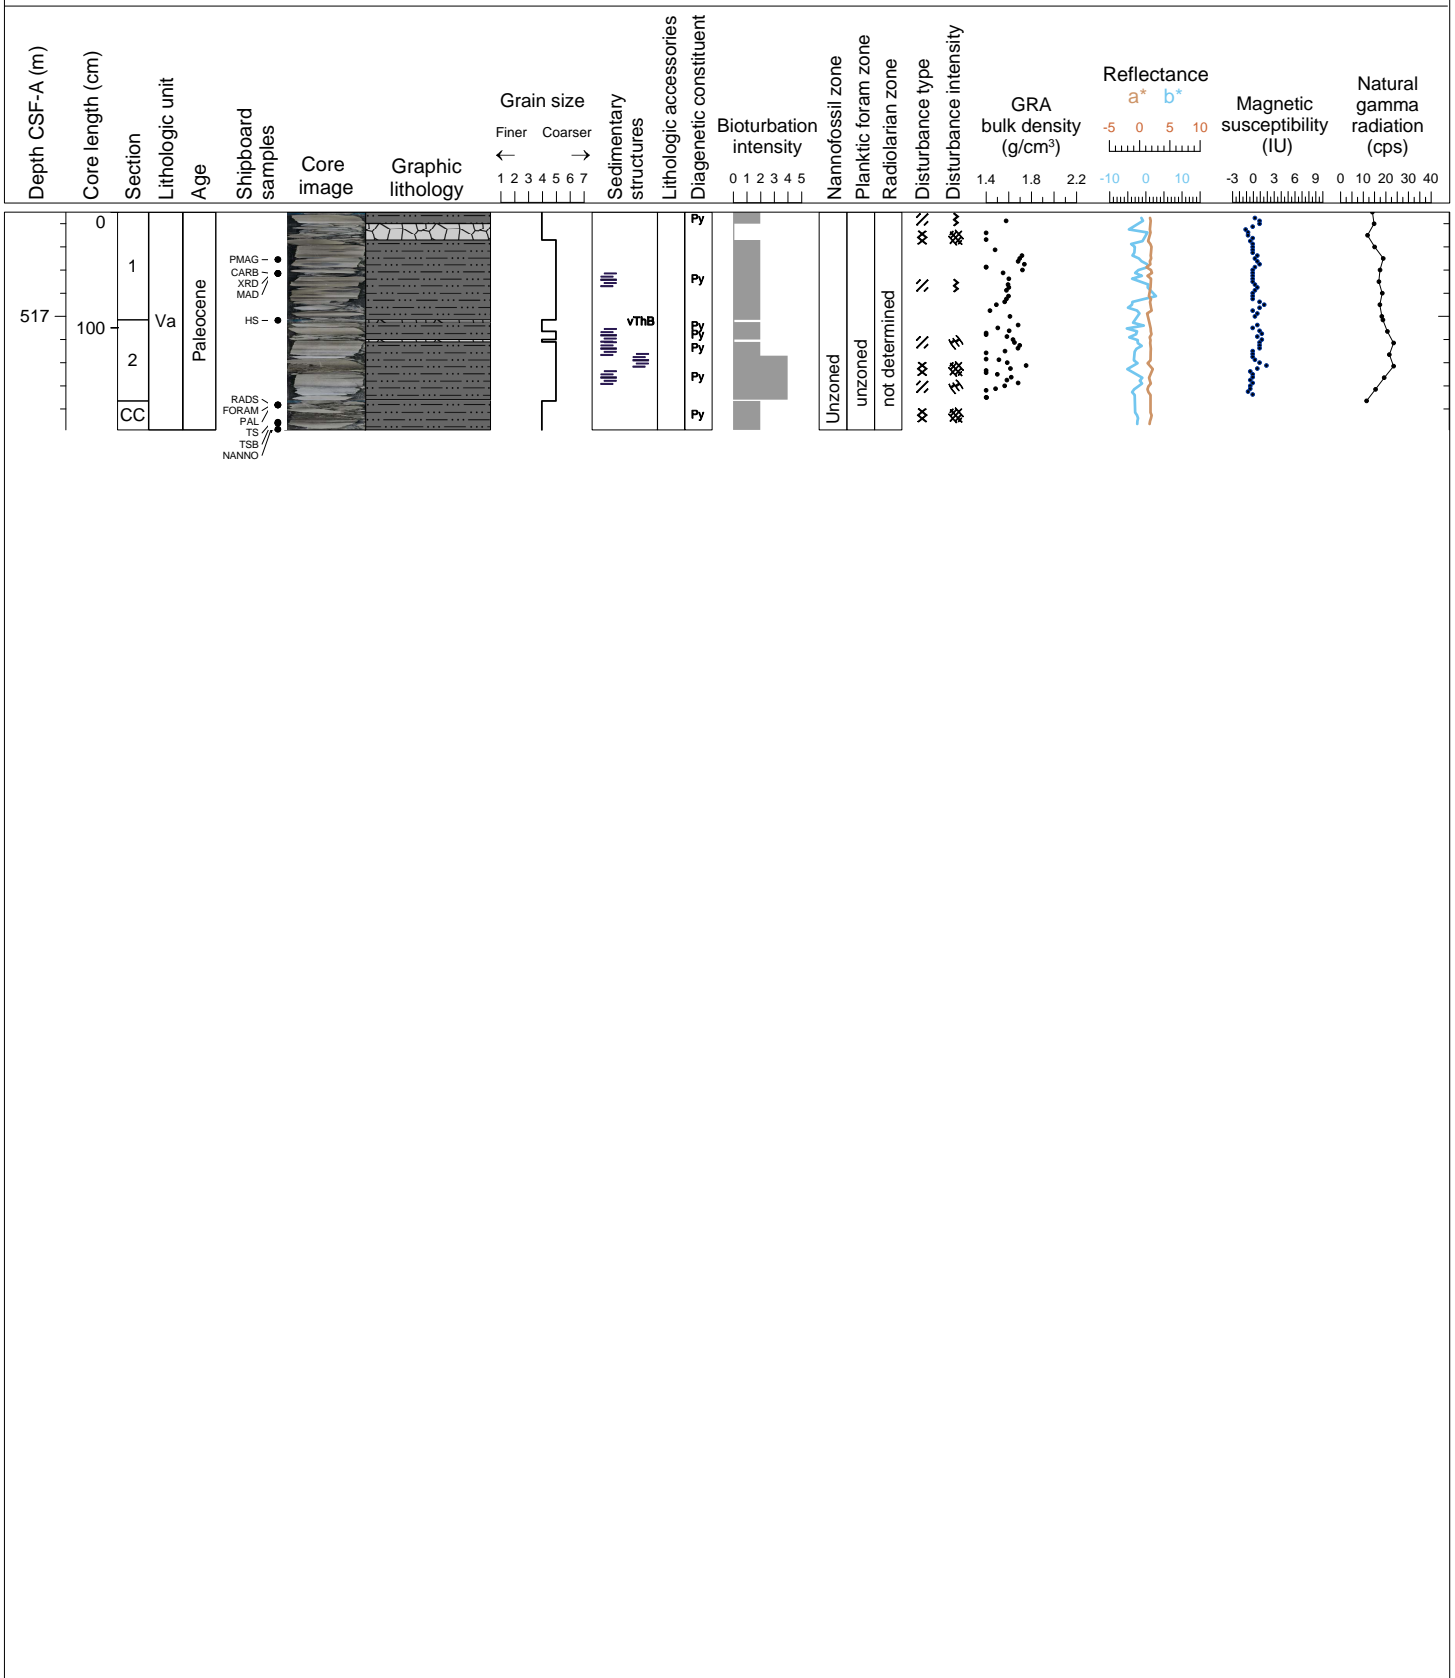 Depth CSF-A (m)
Core length (cm)
Section
Lithologic unit
Age
Shipboard
samples
Core
image
Graphic
lithology
Grain size
Finer Coarser
← →
1 2 3 4 5 6 7
Sedimentary
structures
Lithologic accessories
Diagenetic constituent
Bioturbation
intensity
0 1 2 3 4 5
Nannofossil zone
Planktic foram zone
Radiolarian zone
Disturbance type
Disturbance intensity
GRA
bulk density
(g/cm³)
1.4 1.8 2.2
Reflectance
a* b*
-5 0 5 10
-10 0 10
Magnetic
susceptibility
(IU)
-3 0 3 6 9
Natural
gamma
radiation
(cps)
0 10 20 30 40
517
0
100
1
2
CC
Va
Paleocene
PMAG
CARB
XRD
MAD
HS
RADS
FORAM
PAL
TS
TSB
NANNO
vThB
Py
Py
Py
Py
Py
Py
Py
Unzoned
unzoned
not determined